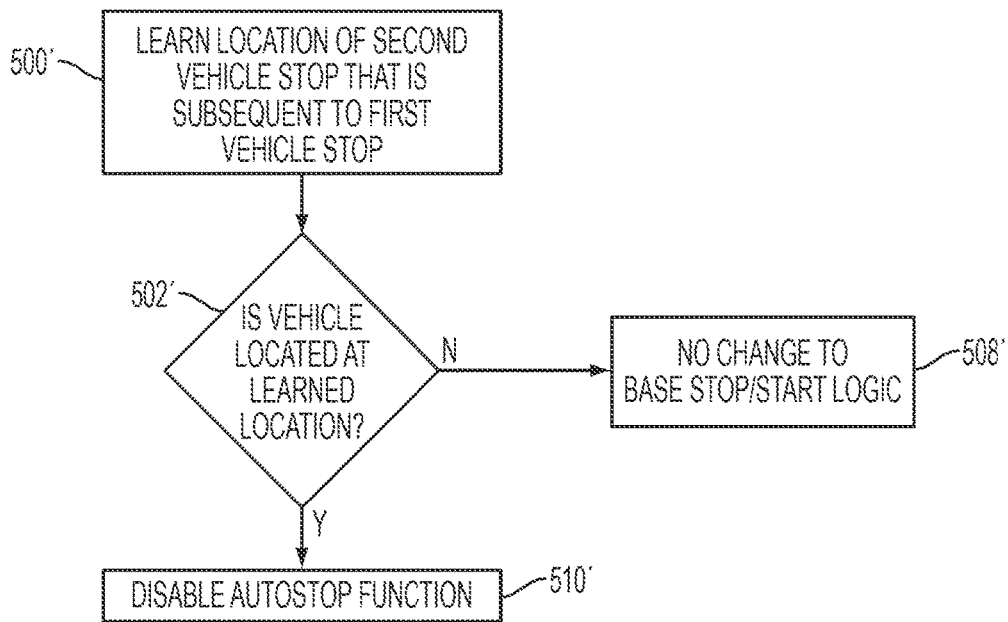 500′
LEARN LOCATION OF SECOND
VEHICLE STOP THAT IS
SUBSEQUENT TO FIRST
VEHICLE STOP
502′
IS VEHICLE
LOCATED AT
LEARNED
LOCATION?
N
NO CHANGE TO
BASE STOP/START LOGIC
508′
Y
DISABLE AUTOSTOP FUNCTION
510′